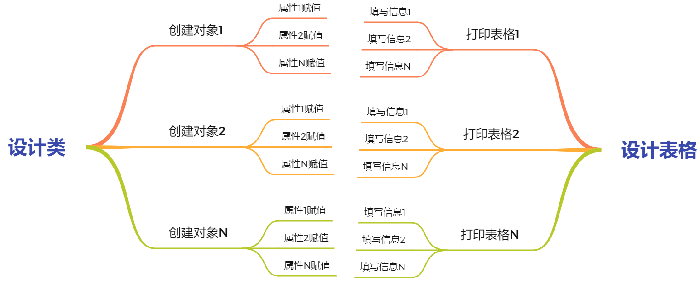 设计类
创建对象1
属性1赋值
属性2赋值
属性N赋值
创建对象2
属性1赋值
属性2赋值
属性N赋值
创建对象N
属性1赋值
属性2赋值
属性N赋值
设计表格
打印表格1
填写信息1
填写信息2
填写信息N
打印表格2
填写信息1
填写信息2
填写信息N
打印表格N
填写信息1
填写信息2
填写信息N